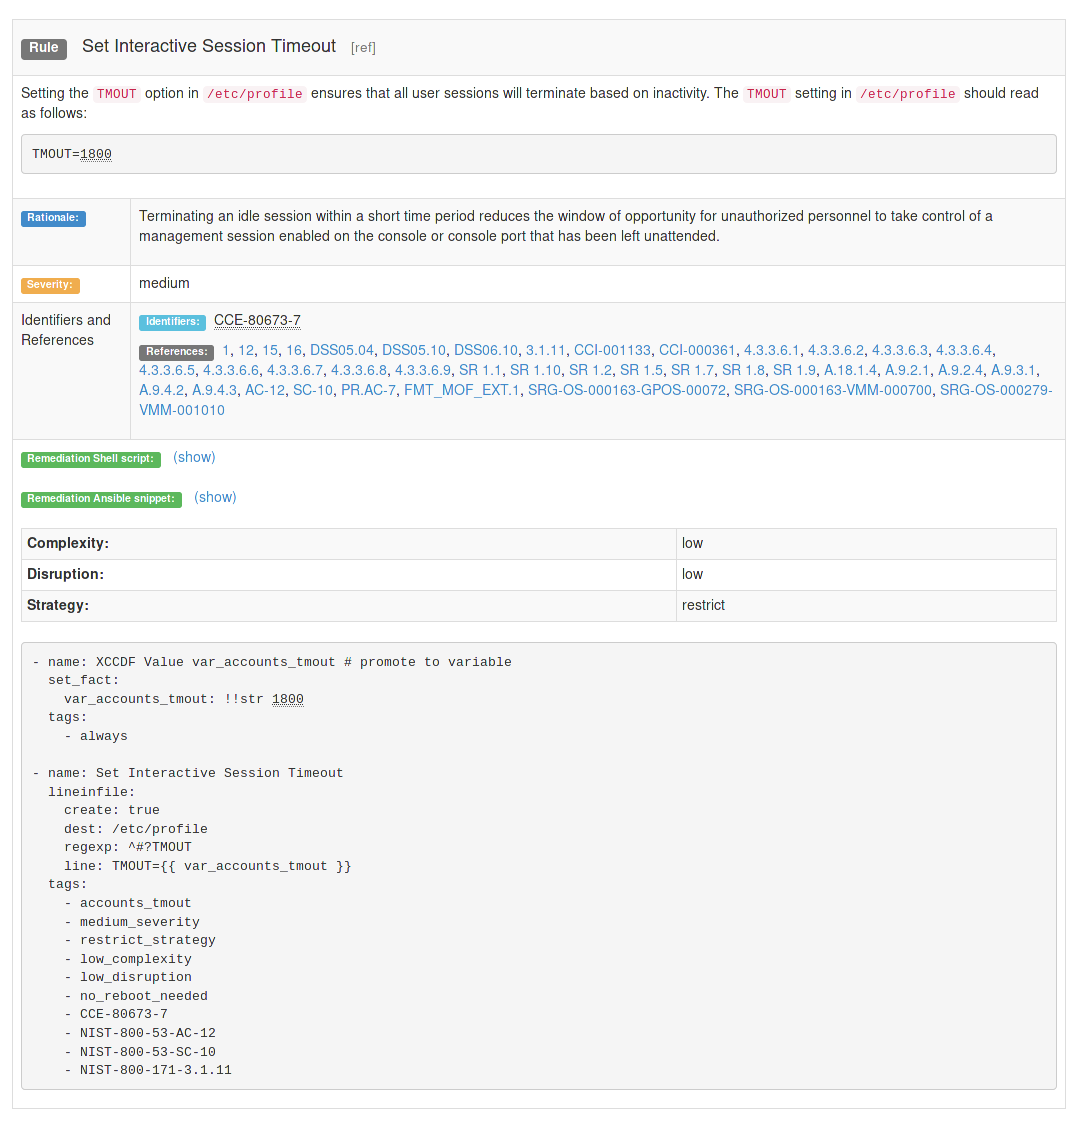 Rule Set Interactive Session Timeout [ref]
Setting the TMOUT option in /etc/profile ensures that all user sessions will terminate based on inactivity. The TMOUT setting in /etc/profile should read
as follows:
TMOUT=1800
Rationale: Terminating an idle session within a short time period reduces the window of opportunity for unauthorized personnel to take control of a
management session enabled on the console or console port that has been left unattended.
Severity: medium
Identifiers and
References
Identifiers: CCE-80673-7
References: 1, 12, 15, 16, DSS05.04, DSS05.10, DSS06.10, 3.1.11, CCI-001133, CCI-000361, 4.3.3.6.1, 4.3.3.6.2, 4.3.3.6.3, 4.3.3.6.4,
4.3.3.6.5, 4.3.3.6.6, 4.3.3.6.7, 4.3.3.6.8, 4.3.3.6.9, SR 1.1, SR 1.10, SR 1.2, SR 1.5, SR 1.7, SR 1.8, SR 1.9, A.18.1.4, A.9.2.1, A.9.2.4, A.9.3.1,
A.9.4.2, A.9.4.3, AC-12, SC-10, PR.AC-7, FMT_MOF_EXT.1, SRG-OS-000163-GPOS-00072, SRG-OS-000163-VMM-000700, SRG-OS-000279-
VMM-001010
Remediation Shell script: (show)
Remediation Ansible snippet: (show)
Complexity: low
Disruption: low
Strategy: restrict
- name: XCCDF Value var_accounts_tmout # promote to variable
  set_fact:
    var_accounts_tmout: !!str 1800
  tags:
    - always
- name: Set Interactive Session Timeout
  lineinfile:
    create: true
    dest: /etc/profile
    regexp: ^#?TMOUT
    line: TMOUT={{ var_accounts_tmout }}
  tags:
    - accounts_tmout
    - medium_severity
    - restrict_strategy
    - low_complexity
    - low_disruption
    - no_reboot_needed
    - CCE-80673-7
    - NIST-800-53-AC-12
    - NIST-800-53-SC-10
    - NIST-800-171-3.1.11